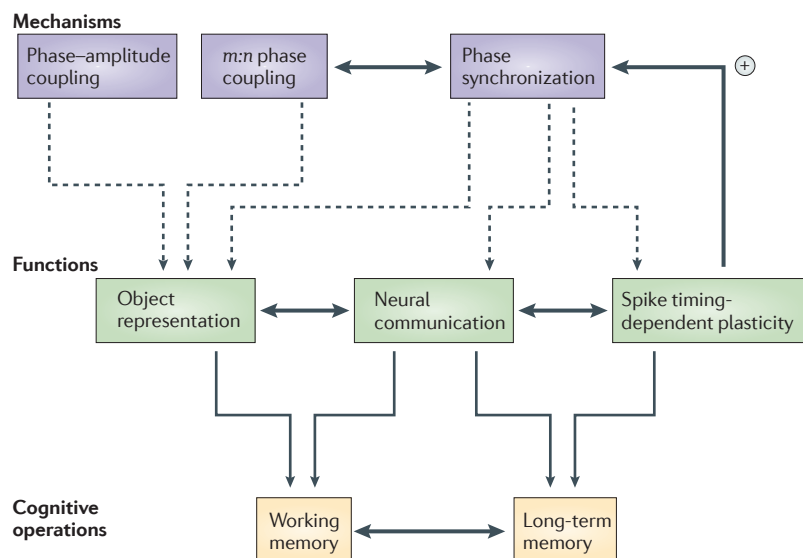 Mechanisms
Phase–amplitude
coupling
m:n phase
coupling
Phase
synchronization
+
Functions
Object
representation
Neural
communication
Spike timing-
dependent plasticity
Cognitive
operations
Working
memory
Long-term
memory